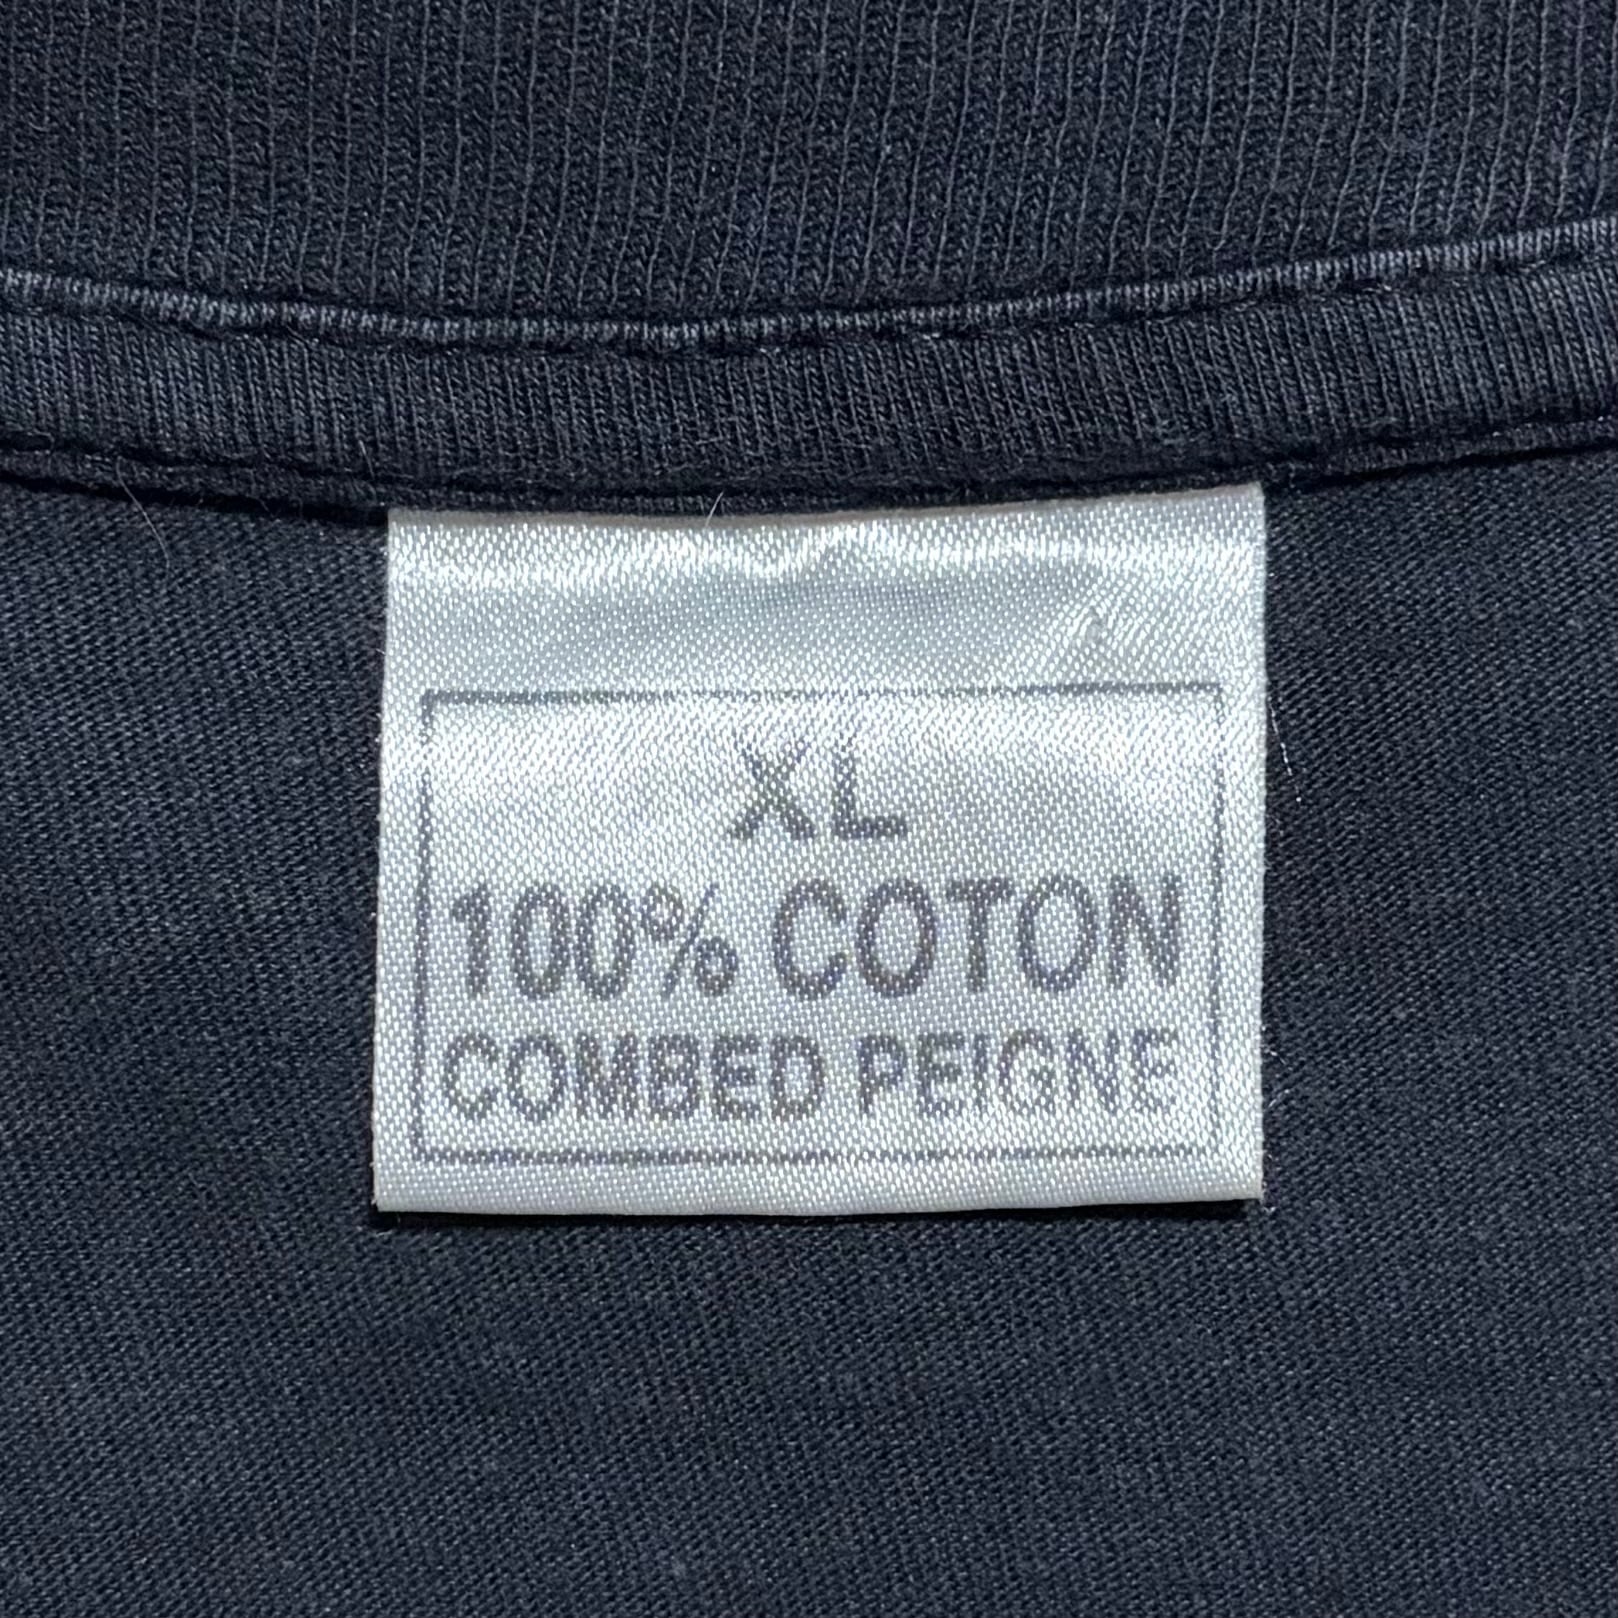 XL
100% COTON
COMBED PEIGNE